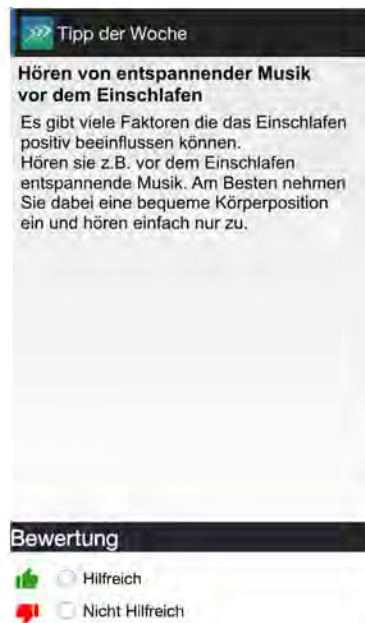 Tipp der Woche
Hören von entspannender Musik
vor dem Einschlafen
Es gibt viele Faktoren die das Einschlafen
positiv beeinflussen können.
Hören sie z.B. vor dem Einschlafen
entspannende Musik. Am Besten nehmen
Sie dabei eine bequeme Körperposition
ein und hören einfach nur zu.
Bewertung
Hilfreich
Nicht Hilfreich